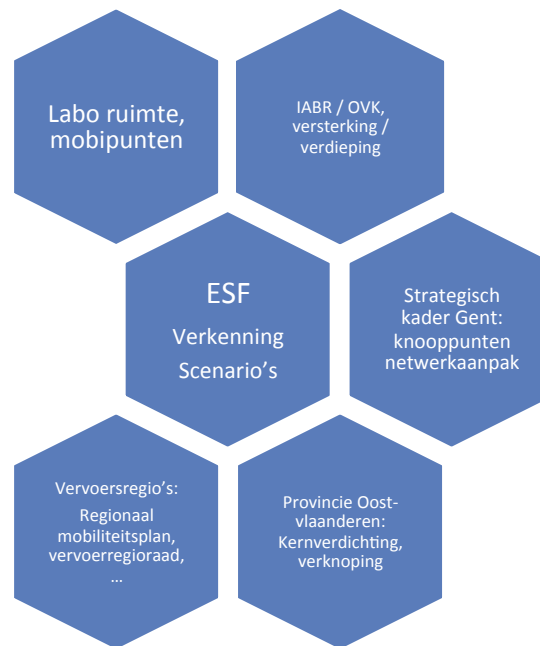 Labo ruimte,
mobipunten
IABR / OVK,
versterking /
verdieping
ESF
Verkenning
Scenario's
Strategisch
kader Gent:
knooppunten
netwerkaanpak
Vervoersregio's:
Regionaal
mobiliteitsplan,
vervoerregioraad,
...
Provincie Oost-
vlaanderen:
Kernverdichting,
verknoping